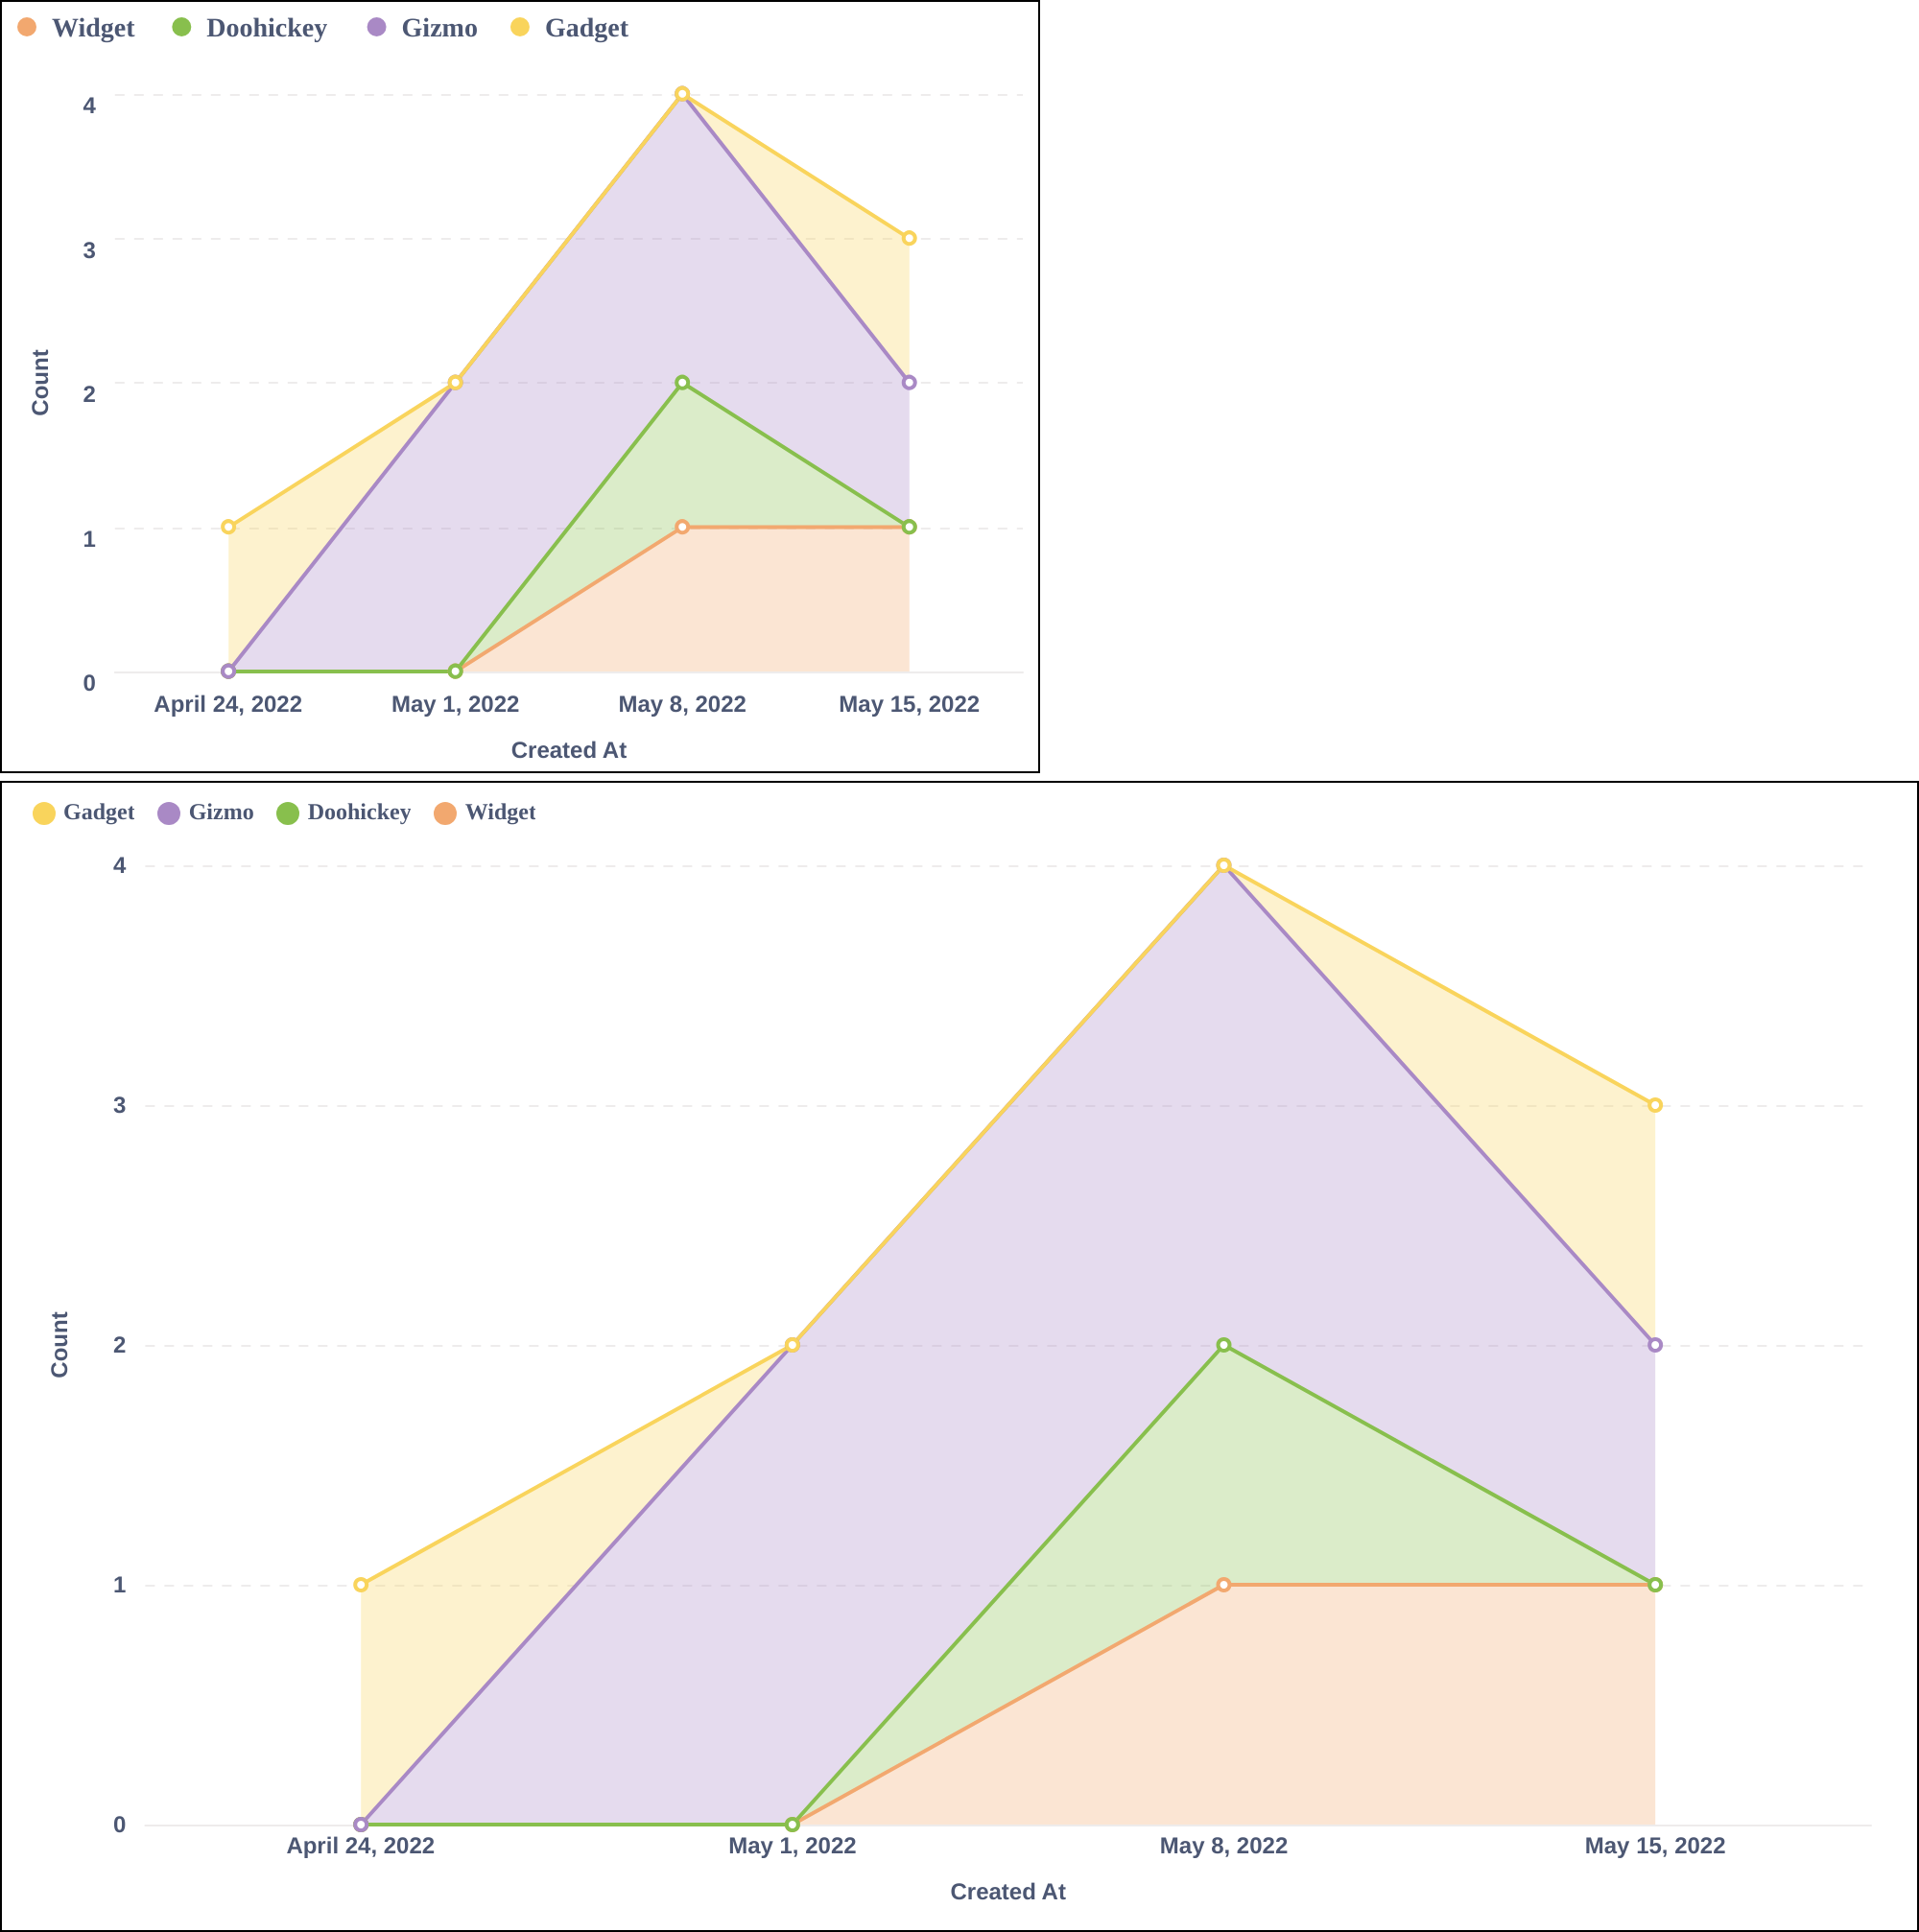 Widget Doohickey Gizmo Gadget
4
3
2
1
0
Count
April 24, 2022 May 1, 2022 May 8, 2022 May 15, 2022
Created At
Gadget Gizmo Doohickey Widget
4
3
2
1
0
Count
April 24, 2022 May 1, 2022 May 8, 2022 May 15, 2022
Created At